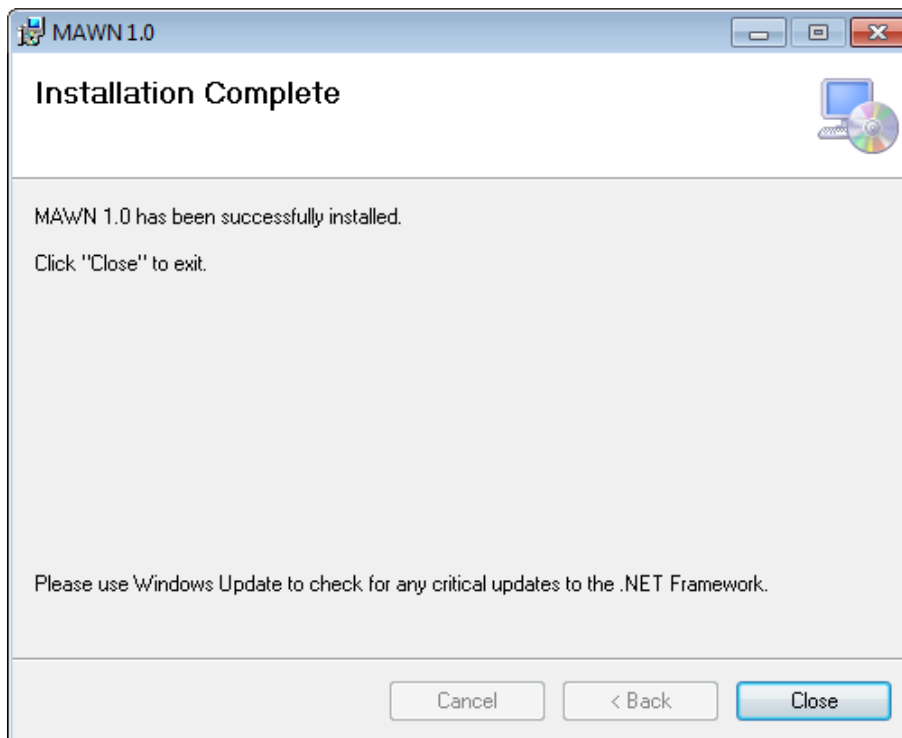 MAWN 1.0
Installation Complete
MAWN 1.0 has been successfully installed.
Click "Close" to exit.
Please use Windows Update to check for any critical updates to the .NET Framework.
Cancel
< Back
Close